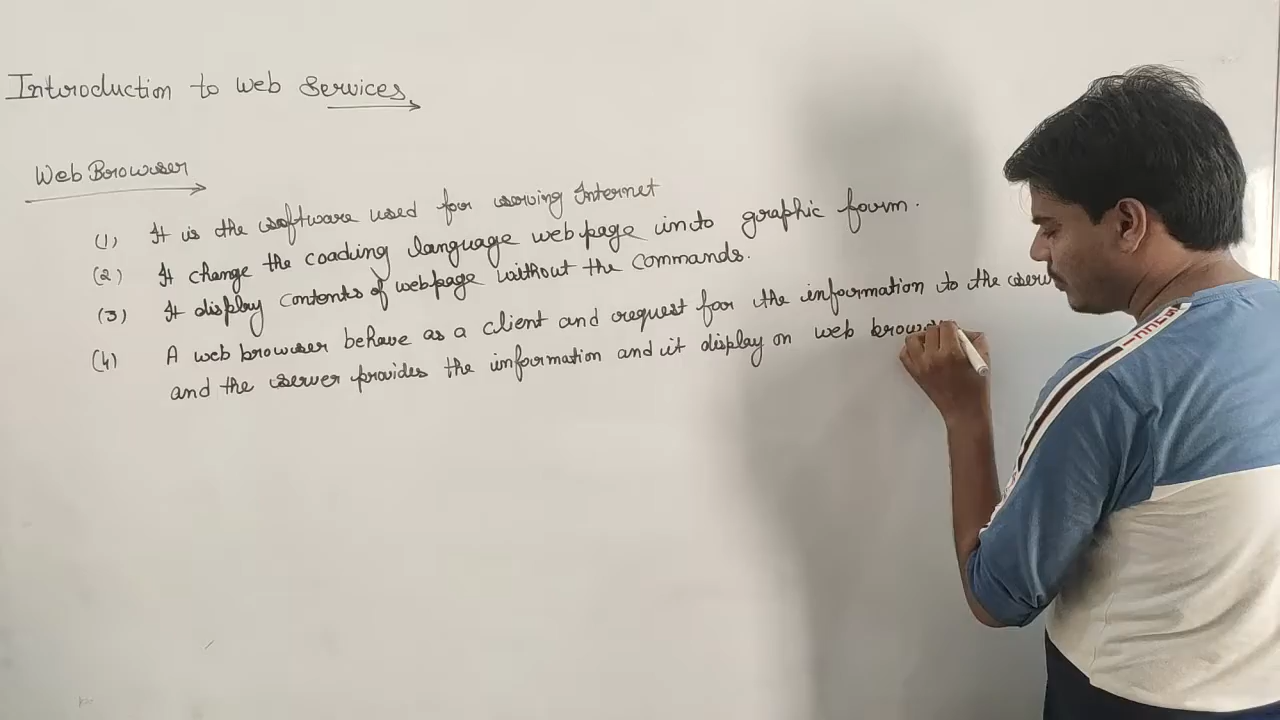 Introduction to web Services
Web Browser
(1) It is the software used for Internet
(2) It change the coading language webpage into graphic form.
(3) It display contents of webpage without the commands.
(4) A web browser behave as a client and request for the information to the
and the server provides the information and it display on web